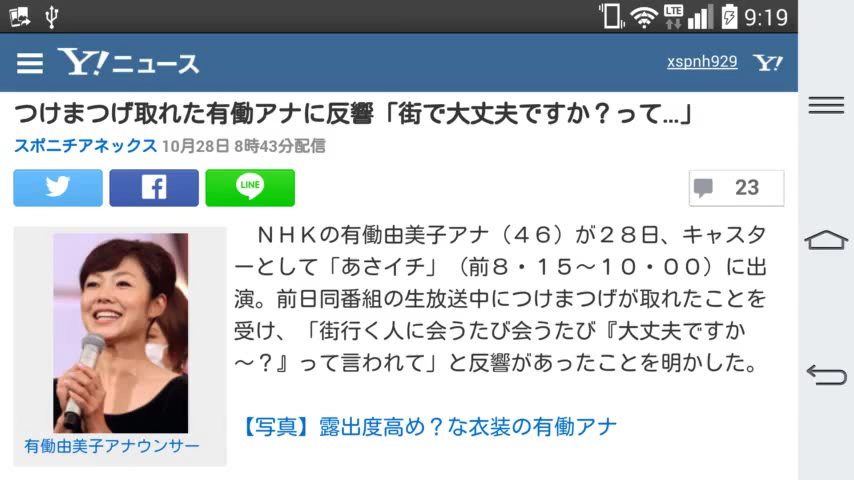 LTE 9:19
Y!ニュース xspnh929 Y!
つけまつげ取れた有働アナに反響「街で大丈夫ですか？って…」
スポニチアネックス 10月28日 8時43分配信
LINE 23
ＮＨＫの有働由美子アナ（４６）が２８日、キャスタ
ーとして「あさイチ」（前８・１５～１０・００）に出
演。前日同番組の生放送中につけまつげが取れたことを
受け、「街行く人に会うたび会うたび『大丈夫ですか
～？』って言われて」と反響があったことを明かした。
有働由美子アナウンサー
【写真】露出度高め？な衣装の有働アナ